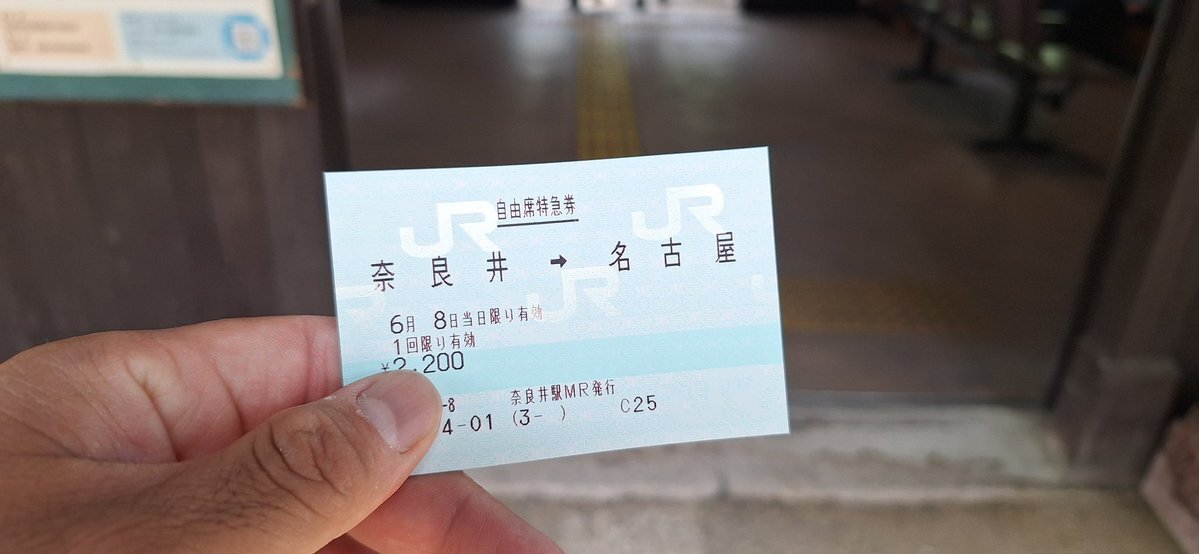 自由席特急券
奈良井 ➡ 名古屋
6月 8日当日限り有効
1回限り有効
¥2,200
-8 奈良井駅MR発行
4-01 (3- ) C25
JR
JR
JR